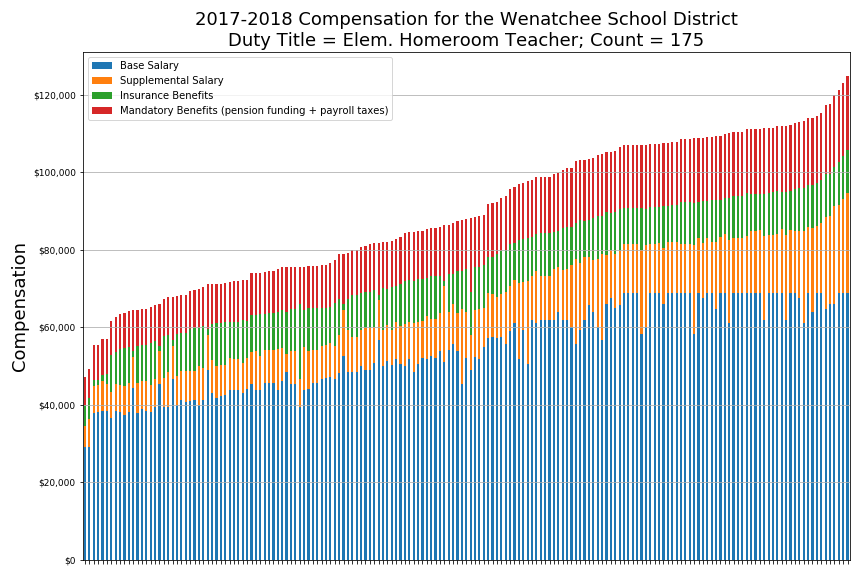 2017-2018 Compensation for the Wenatchee School District
Duty Title = Elem. Homeroom Teacher; Count = 175
Base Salary
Supplemental Salary
Insurance Benefits
Mandatory Benefits (pension funding + payroll taxes)
Compensation
$120,000
$100,000
$80,000
$60,000
$40,000
$20,000
$0